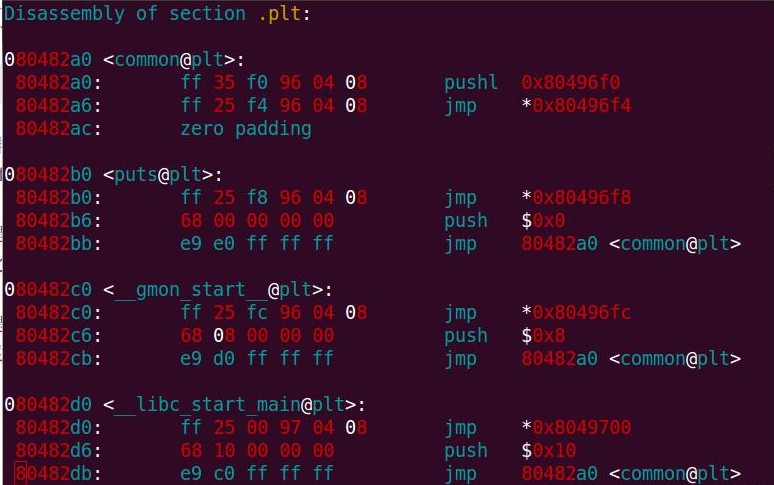 Disassembly of section .plt:
080482a0 <common@plt>:
80482a0: ff 35 f0 96 04 08 pushl 0x80496f0
80482a6: ff 25 f4 96 04 08 jmp *0x80496f4
80482ac: zero padding
080482b0 <puts@plt>:
80482b0: ff 25 f8 96 04 08 jmp *0x80496f8
80482b6: 68 00 00 00 00 push $0x0
80482bb: e9 e0 ff ff ff jmp 80482a0 <common@plt>
080482c0 <__gmon_start__@plt>:
80482c0: ff 25 fc 96 04 08 jmp *0x80496fc
80482c6: 68 08 00 00 00 push $0x8
80482cb: e9 d0 ff ff ff jmp 80482a0 <common@plt>
080482d0 <__libc_start_main@plt>:
80482d0: ff 25 00 97 04 08 jmp *0x8049700
80482d6: 68 10 00 00 00 push $0x10
80482db: e9 c0 ff ff ff jmp 80482a0 <common@plt>